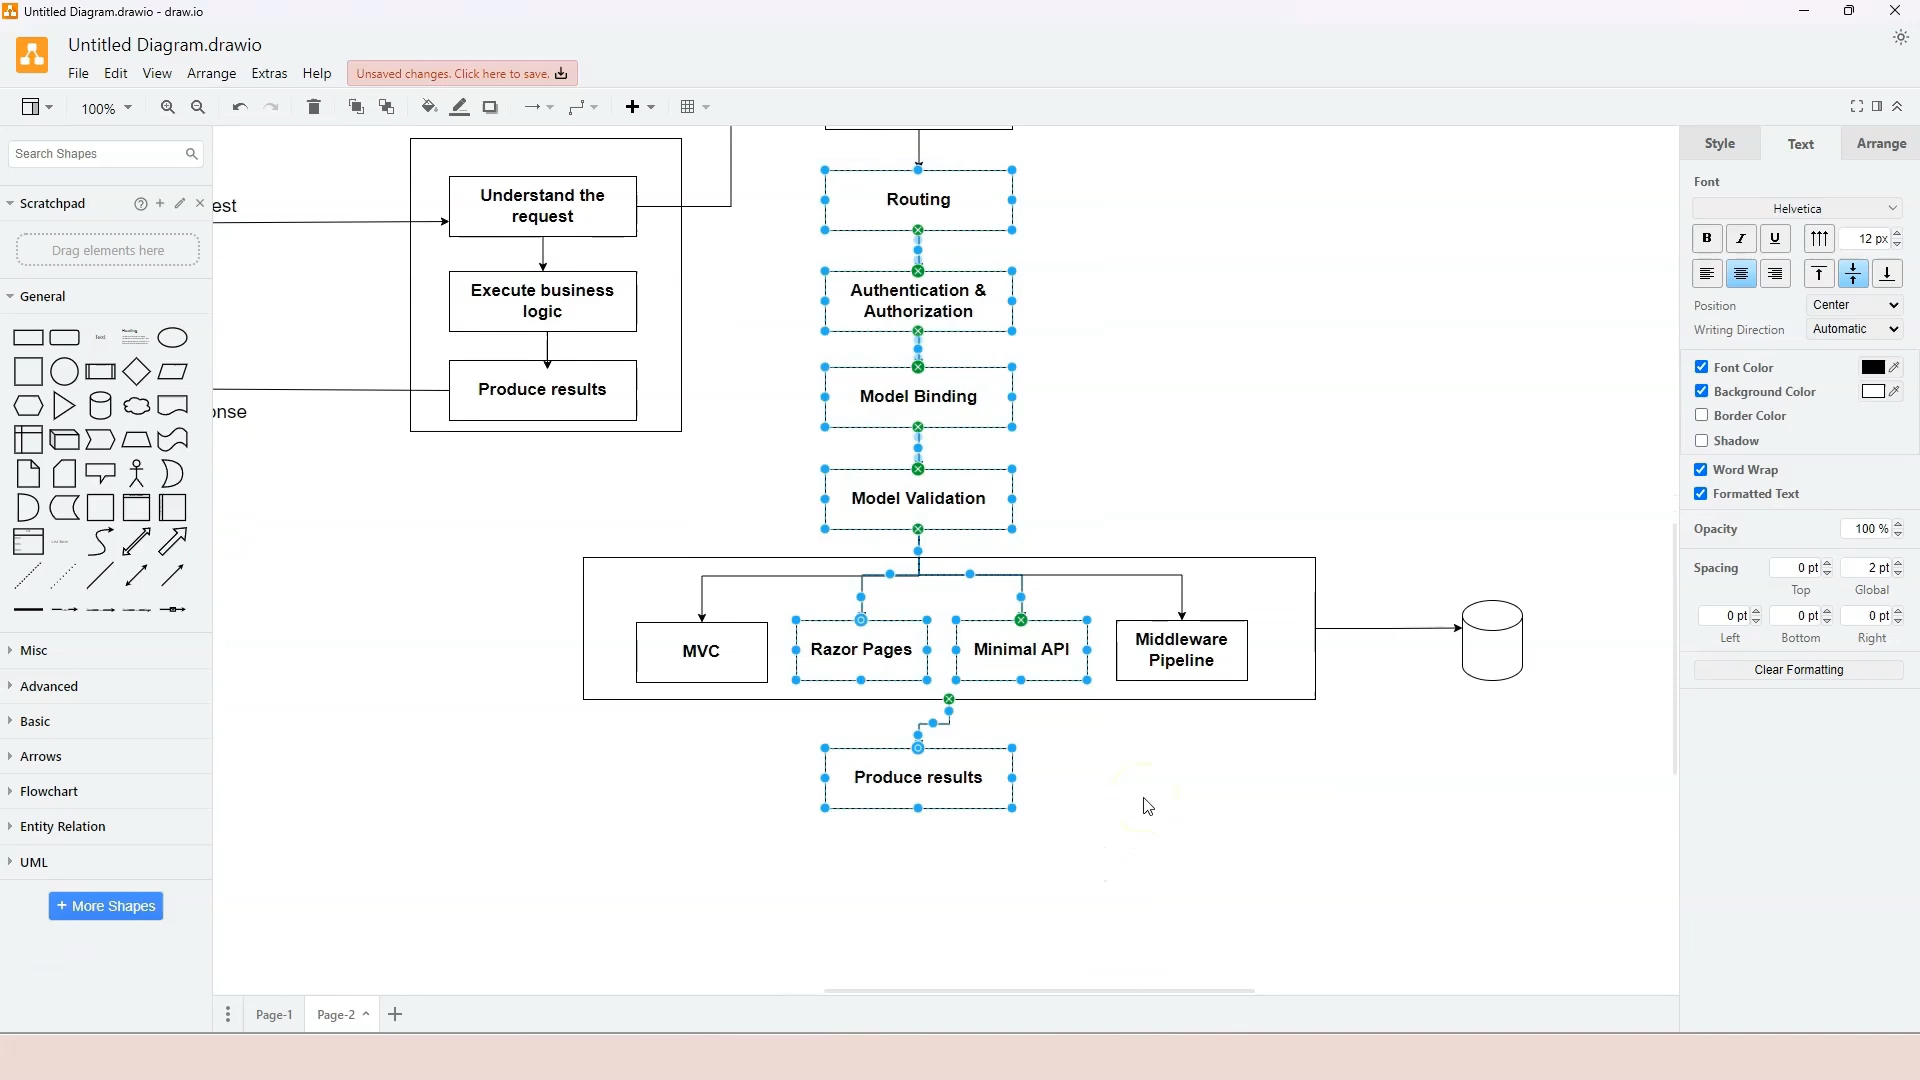 Untitled Diagram.drawio - draw.io
Untitled Diagram.drawio
File Edit View Arrange Extras Help Unsaved changes. Click here to save.
100%
Search Shapes
Scratchpad
Drag elements here
General
Text
Heading
Misc
Advanced
Basic
Arrows
Flowchart
Entity Relation
UML
+ More Shapes
est
onse
Understand the
request
Execute business
logic
Produce results
Routing
Authentication &
Authorization
Model Binding
Model Validation
MVC
Razor Pages
Minimal API
Middleware
Pipeline
Produce results
Page-1
Page-2
Style Text Arrange
Font
Helvetica
B I U 12 px
Position Center
Writing Direction Automatic
Font Color
Background Color
Border Color
Shadow
Word Wrap
Formatted Text
Opacity 100 %
Spacing 0 pt 2 pt
Top Global
0 pt 0 pt 0 pt
Left Bottom Right
Clear Formatting